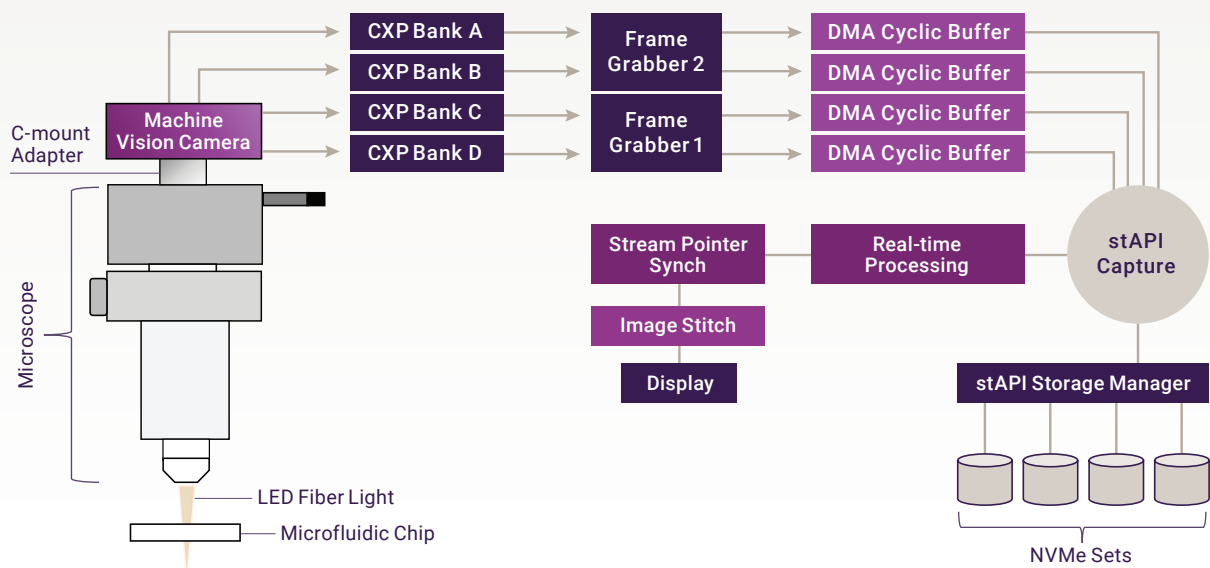 CXP Bank A
CXP Bank B
CXP Bank C
CXP Bank D
Frame
Grabber 2
Frame
Grabber 1
DMA Cyclic Buffer
DMA Cyclic Buffer
DMA Cyclic Buffer
DMA Cyclic Buffer
Machine
Vision Camera
C-mount
Adapter
Microscope
LED Fiber Light
Microfluidic Chip
stAPI
Capture
Real-time
Processing
Stream Pointer
Synch
Image Stitch
Display
stAPI Storage Manager
NVMe Sets